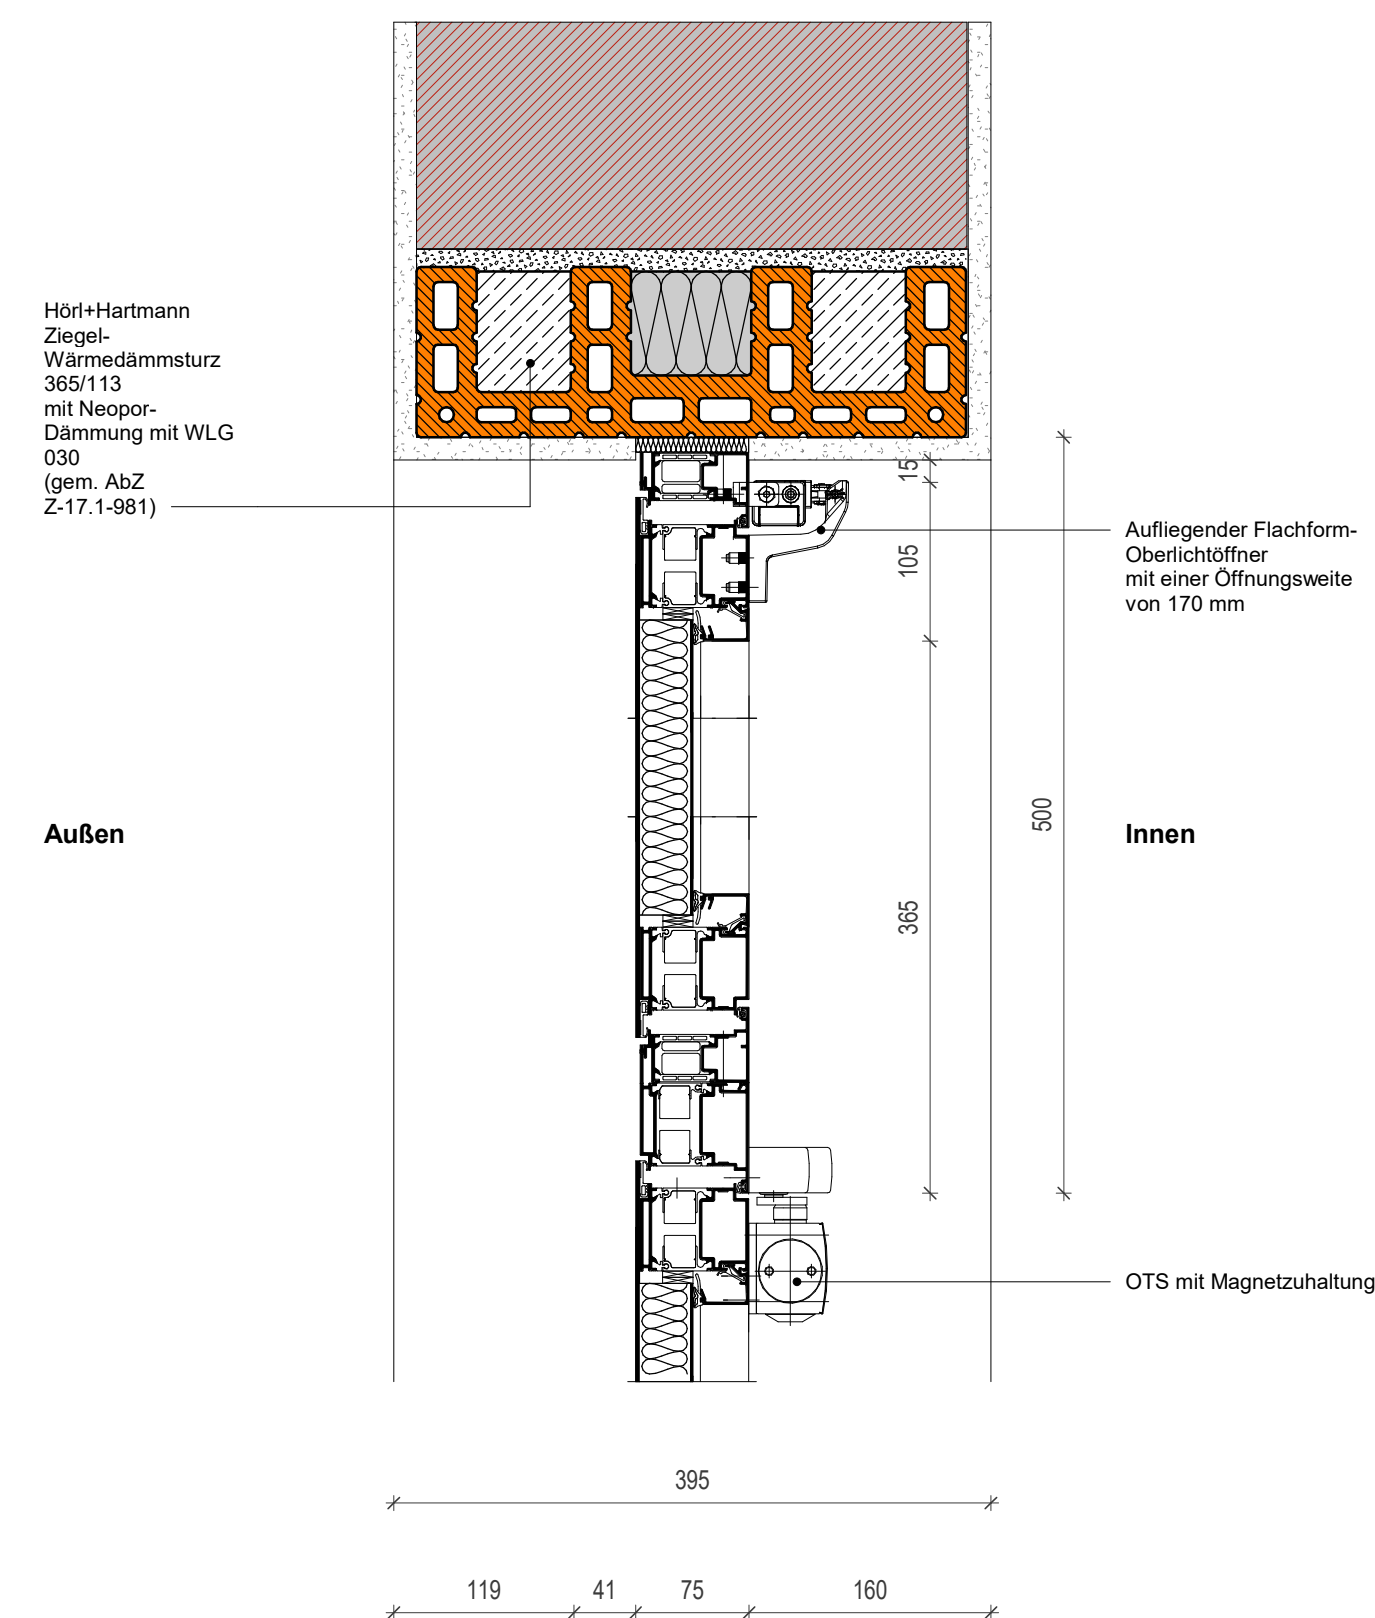 Hörl+Hartmann
Ziegel-
Wärmedämmsturz
365/113
mit Neopor-
Dämmung mit WLG
030
(gem. AbZ
Z-17.1-981)
15
105
Aufliegender Flachform-
Oberlichtöffner
mit einer Öffnungsweite
von 170 mm
500
Außen
Innen
365
OTS mit Magnetzuhaltung
395
119 41 75 160